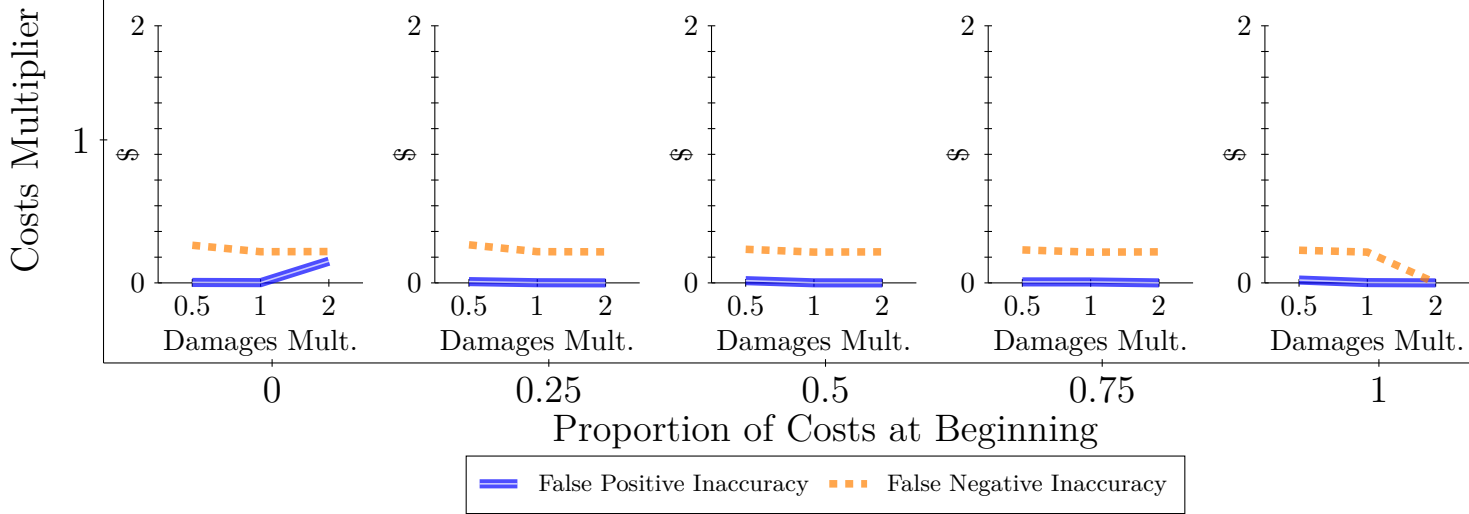 Costs Multiplier
1
2
$
0
0.5 1 2
Damages Mult.
2
$
0
0.5 1 2
Damages Mult.
2
$
0
0.5 1 2
Damages Mult.
2
$
0
0.5 1 2
Damages Mult.
2
$
0
0.5 1 2
Damages Mult.
0 0.25 0.5 0.75 1
Proportion of Costs at Beginning
False Positive Inaccuracy False Negative Inaccuracy